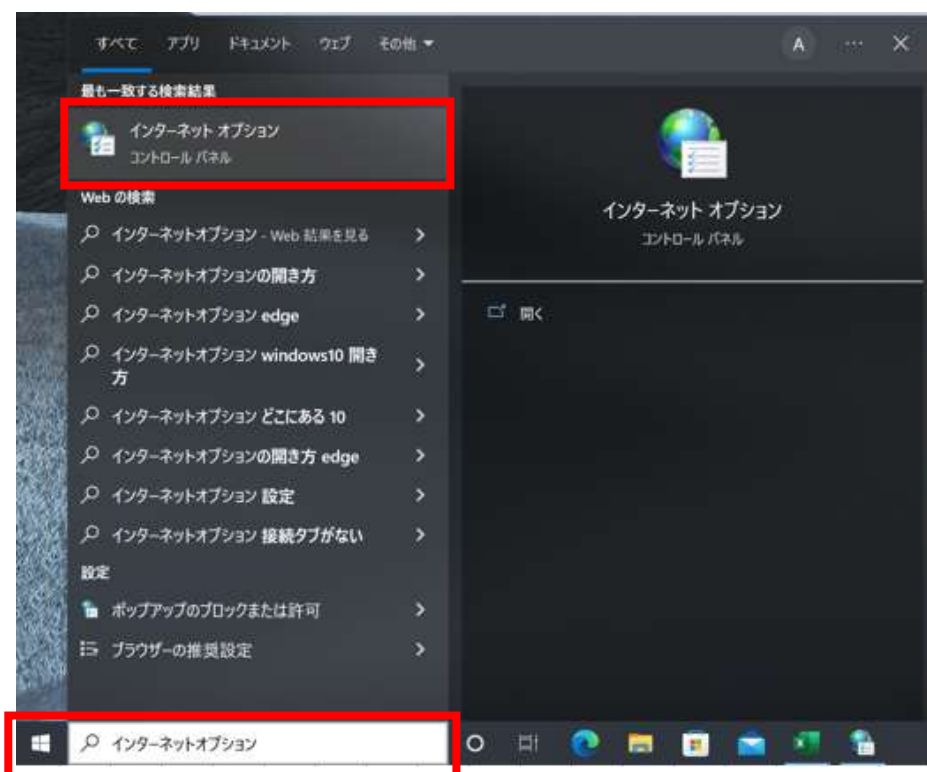 すべて アプリ ドキュメント ウェブ その他 A ···
最も一致する検索結果
インターネット オプション
コントロール パネル
Web の検索
インターネットオプション - Web 結果を見る
インターネットオプションの開き方
インターネットオプション edge
インターネットオプション windows10 開き
方
インターネットオプション どこにある 10
インターネットオプションの開き方 edge
インターネットオプション 設定
インターネットオプション 接続タブがない
設定
ポップアップのブロックまたは許可
ブラウザーの推奨設定
インターネット オプション
コントロール パネル
開く
インターネットオプション